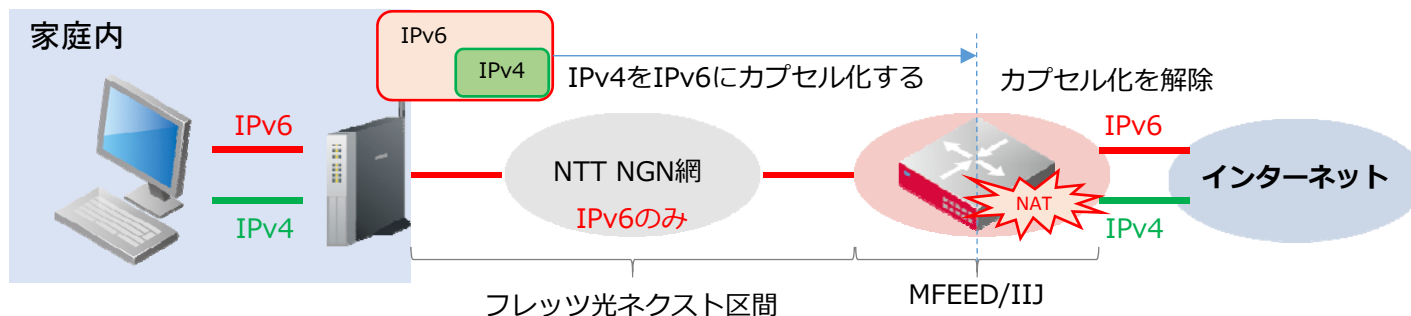 家庭内
IPv6
IPv4
IPv4をIPv6にカプセル化する
カプセル化を解除
IPv6
IPv4
NTT NGN網
IPv6のみ
NAT
IPv6
IPv4
インターネット
フレッツ光ネクスト区間
MFEED/IIJ